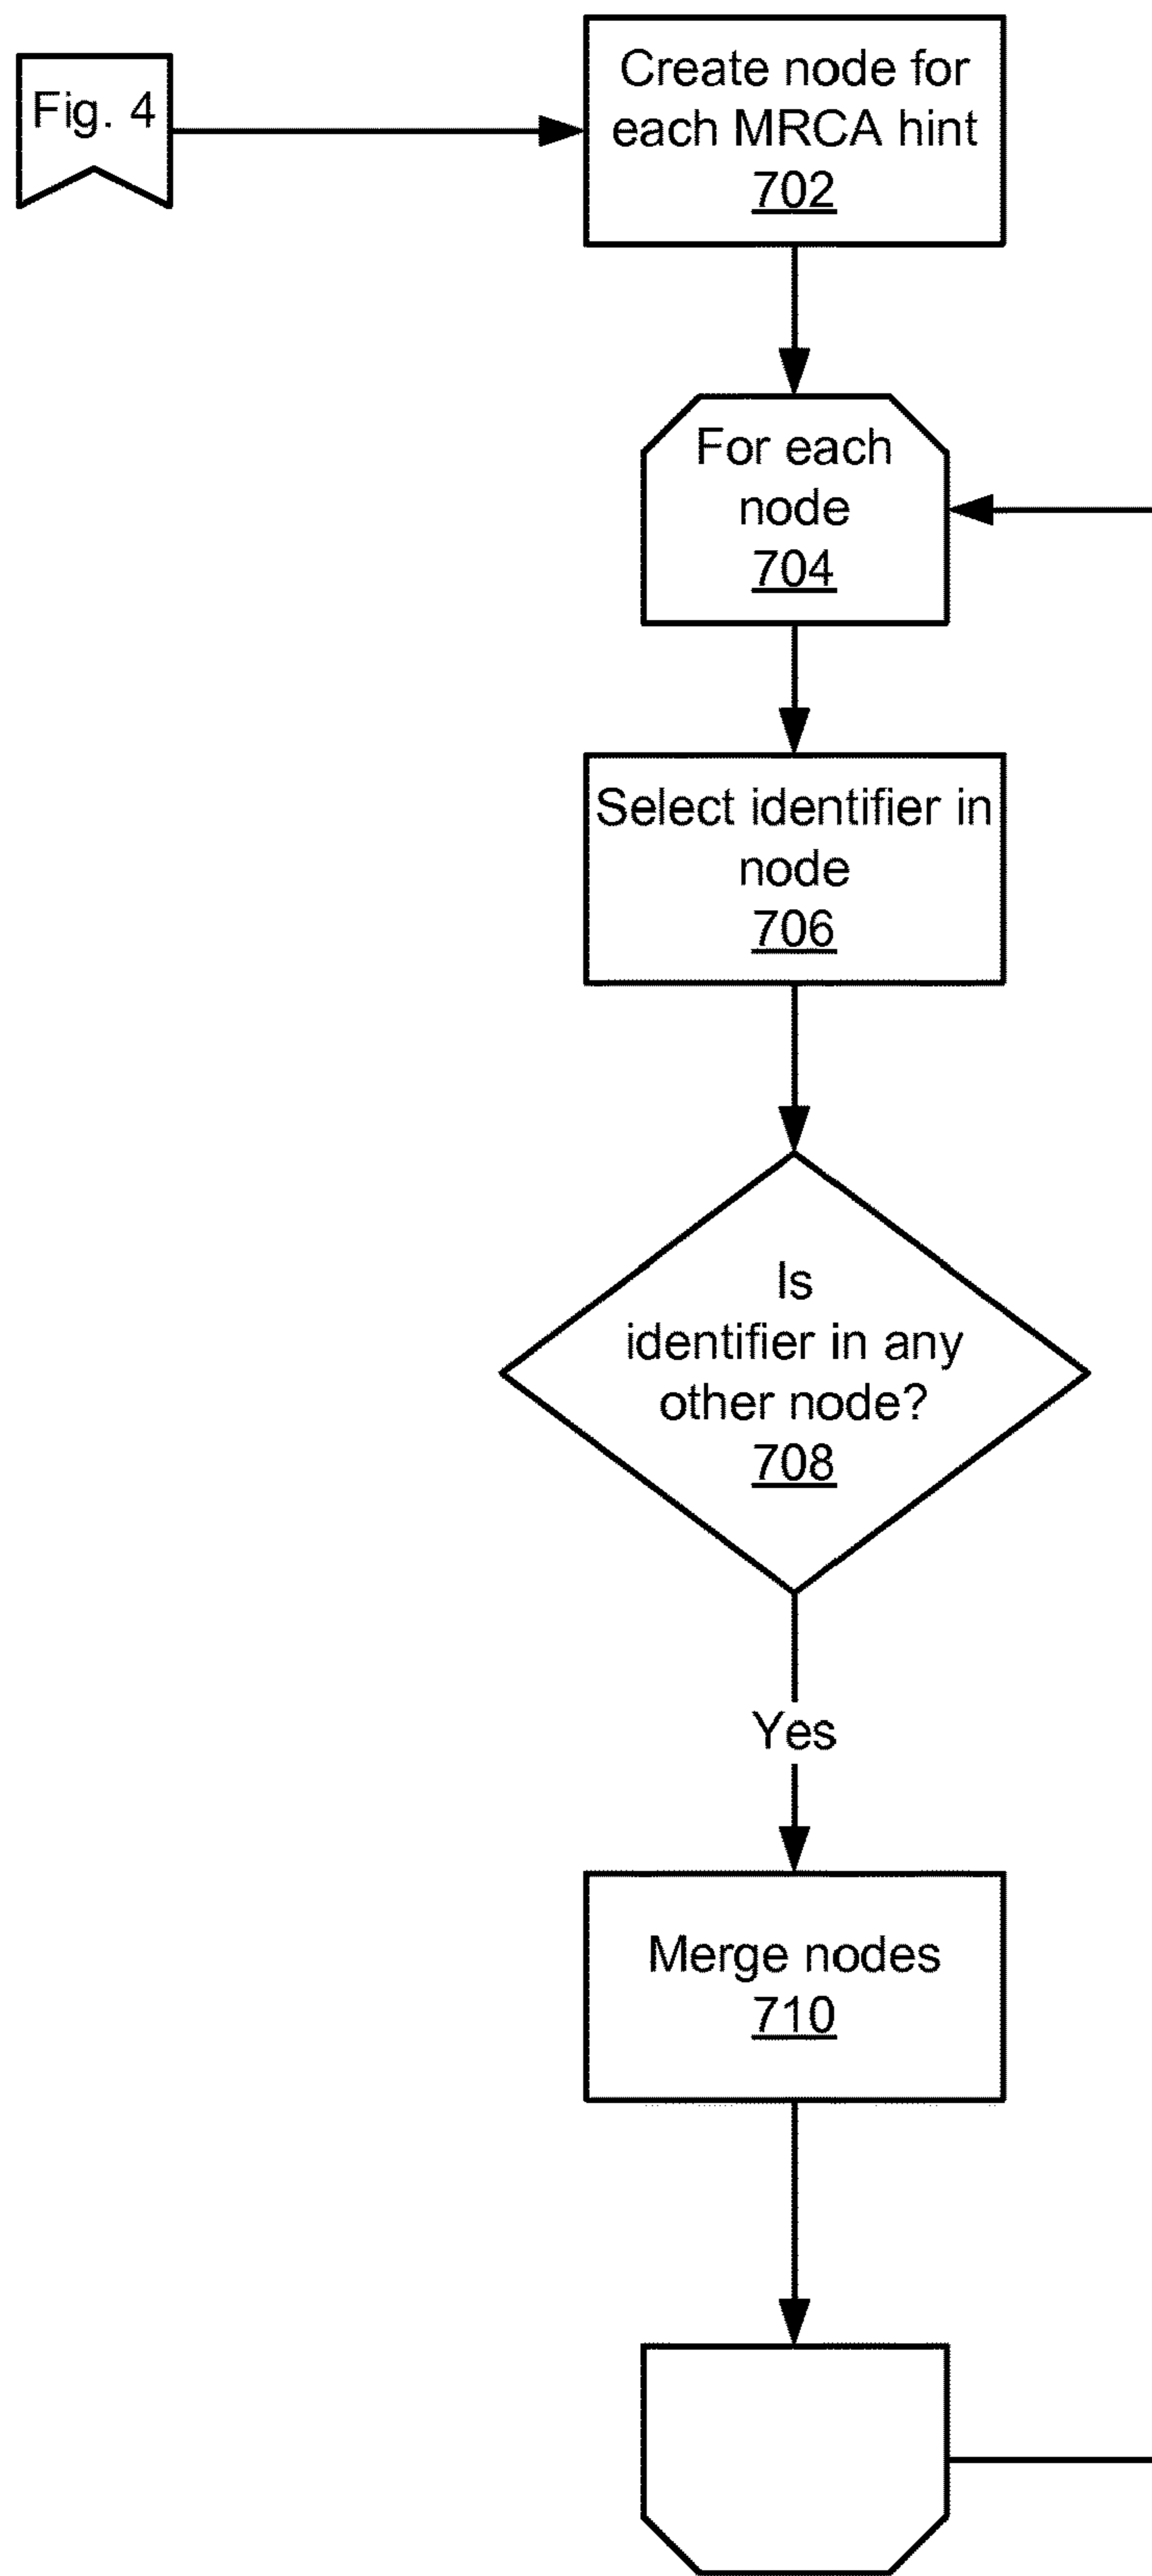 Fig. 4
Create node for
each MRCA hint
702
For each
node
704
Select identifier in
node
706
Is
identifier in any
other node?
708
Yes
Merge nodes
710